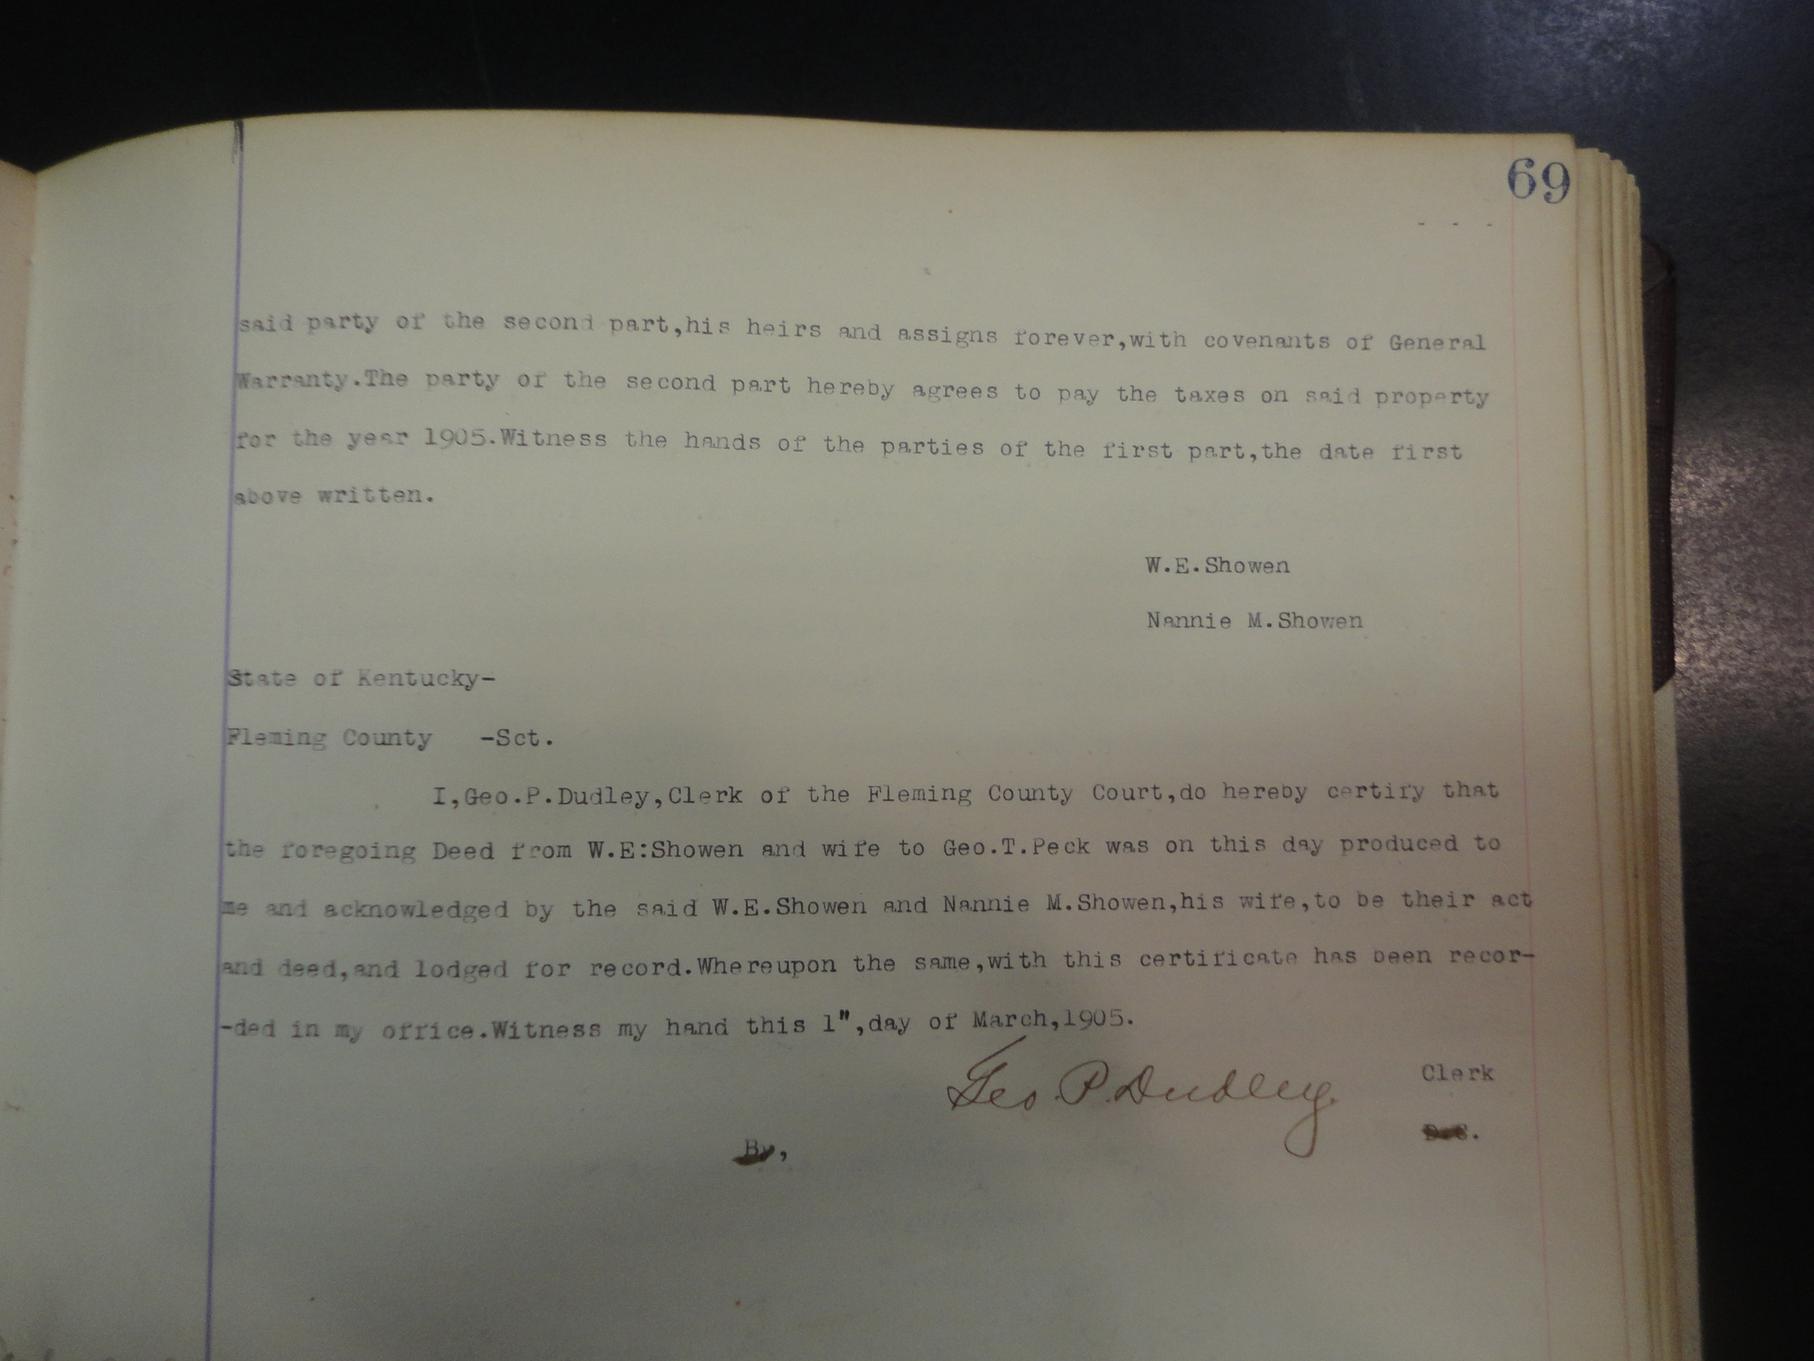 69
- - -
said party of the second part,his heirs and assigns forever,with covenants of General
Warranty.The party of the second part hereby agrees to pay the taxes on said property
for the year 1905.Witness the hands of the parties of the first part,the date first
above written.
W.E.Showen
Nannie M.Showen
State of Kentucky-
Fleming County -Sct.
I,Geo.P.Dudley,Clerk of the Fleming County Court,do hereby certify that
the foregoing Deed from W.E:Showen and wife to Geo.T.Peck was on this day produced to
me and acknowledged by the said W.E.Showen and Nannie M.Showen,his wife,to be their act
and deed,and lodged for record.Whereupon the same,with this certificate has been recor-
-ded in my office.Witness my hand this 1",day of March,1905.
Geo. P. Dudley. Clerk
By, D.C.